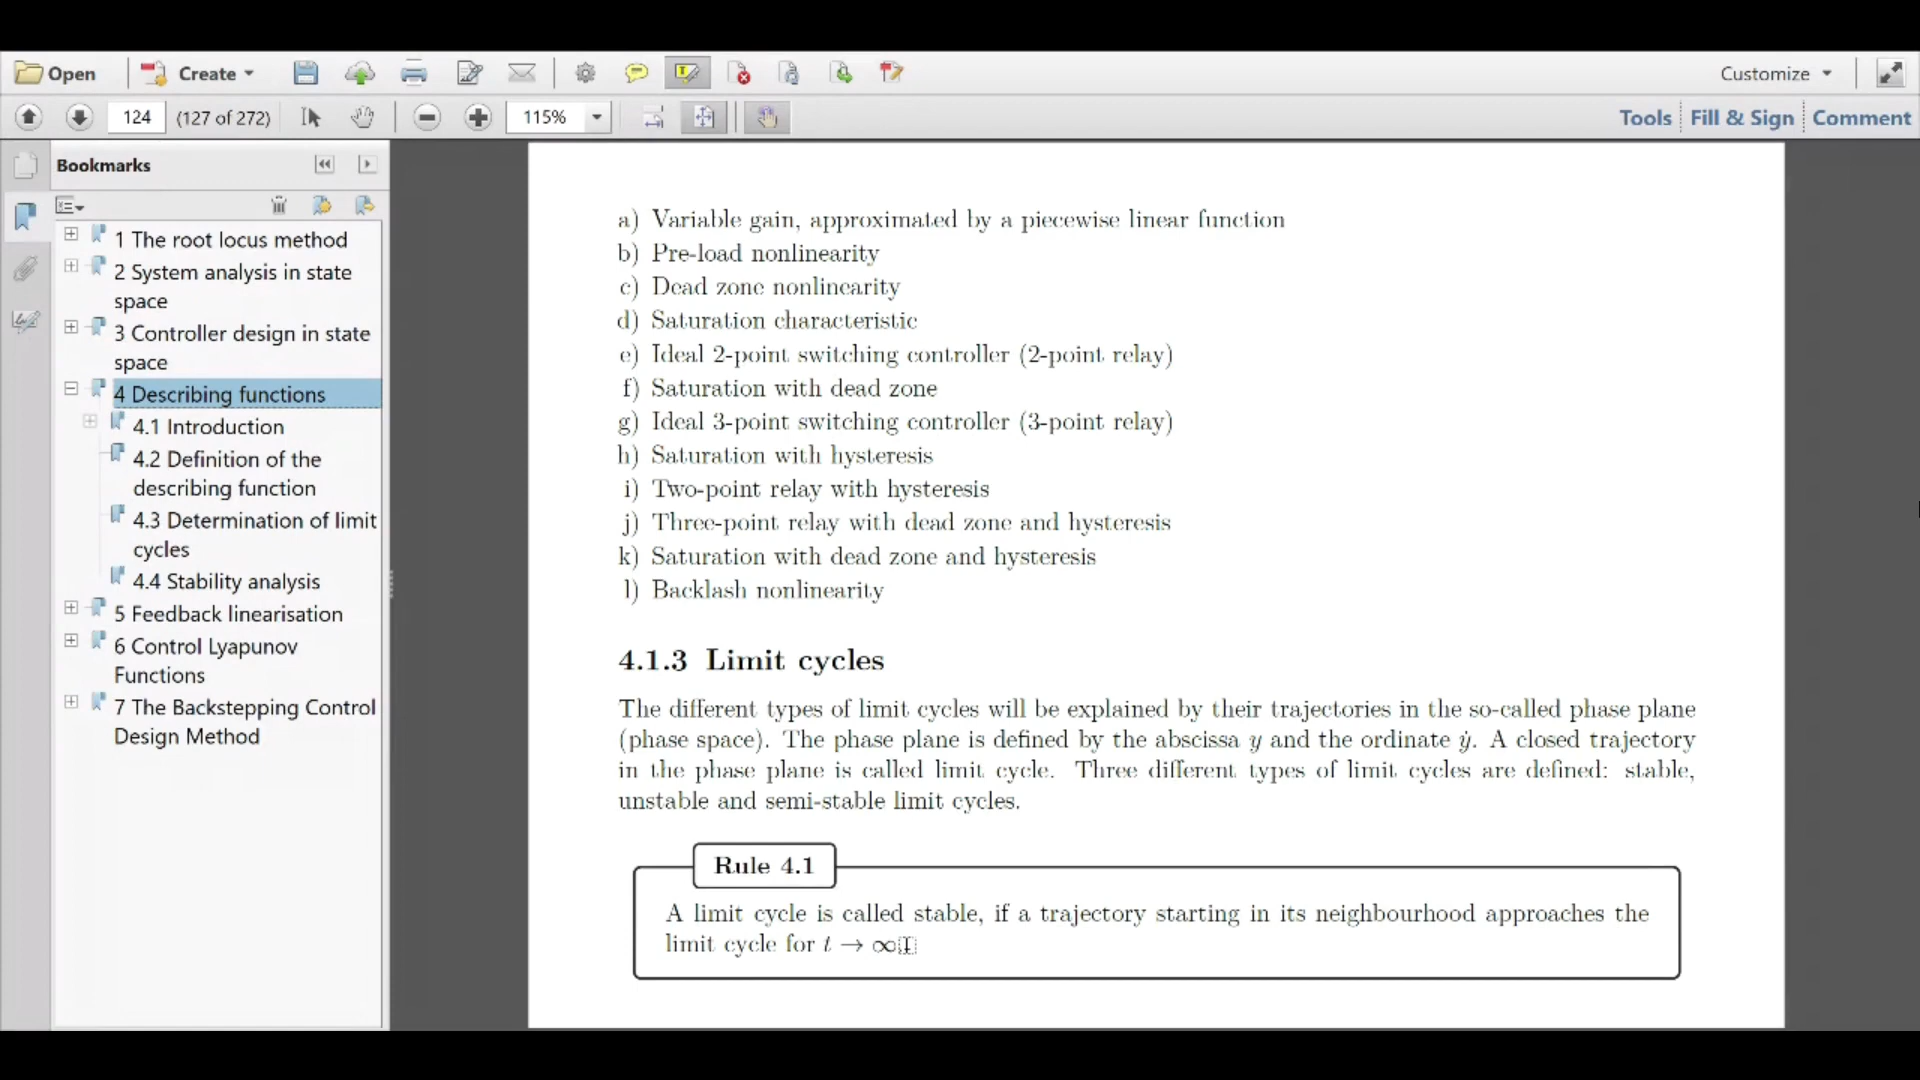 Open
Create
Customize
124
(127 of 272)
115%
Tools
Fill & Sign
Comment
Bookmarks
1 The root locus method
2 System analysis in state
space
3 Controller design in state
space
4 Describing functions
4.1 Introduction
4.2 Definition of the
describing function
4.3 Determination of limit
cycles
4.4 Stability analysis
5 Feedback linearisation
6 Control Lyapunov
Functions
7 The Backstepping Control
Design Method
a) Variable gain, approximated by a piecewise linear function
b) Pre-load nonlinearity
c) Dead zone nonlinearity
d) Saturation characteristic
e) Ideal 2-point switching controller (2-point relay)
f) Saturation with dead zone
g) Ideal 3-point switching controller (3-point relay)
h) Saturation with hysteresis
i) Two-point relay with hysteresis
j) Three-point relay with dead zone and hysteresis
k) Saturation with dead zone and hysteresis
l) Backlash nonlinearity
4.1.3 Limit cycles
The different types of limit cycles will be explained by their trajectories in the so-called phase plane
(phase space). The phase plane is defined by the abscissa y and the ordinate ẏ. A closed trajectory
in the phase plane is called limit cycle. Three different types of limit cycles are defined: stable,
unstable and semi-stable limit cycles.
Rule 4.1
A limit cycle is called stable, if a trajectory starting in its neighbourhood approaches the
limit cycle for t → ∞